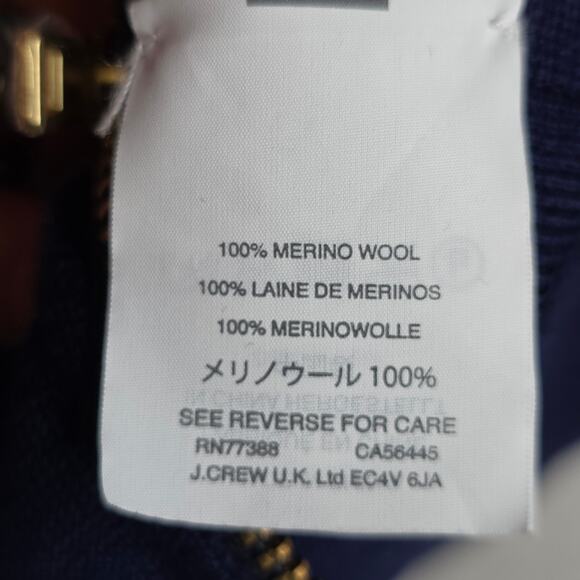 100% MERINO WOOL
100% LAINE DE MERINOS
100% MERINOWOLLE
メリノウール 100%
SEE REVERSE FOR CARE
RN77388 CA56445
J.CREW U.K. Ltd EC4V 6JA